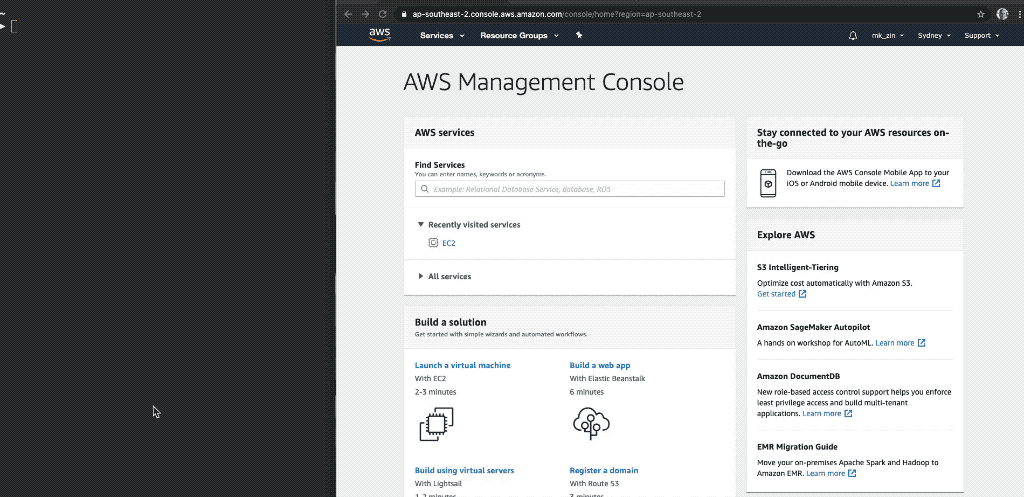 ~
ap-southeast-2.console.aws.amazon.com/console/home?region=ap-southeast-2
aws
Services
Resource Groups
mk_zin
Sydney
Support
AWS Management Console
AWS services
Find Services
You can enter names, keywords or acronyms.
Example: Relational Database Service, database, RDS
Recently visited services
EC2
All services
Build a solution
Get started with simple wizards and automated workflows.
Launch a virtual machine
With EC2
2-3 minutes
Build a web app
With Elastic Beanstalk
6 minutes
Build using virtual servers
With Lightsail
1-2 minutes
Register a domain
With Route 53
3 minutes
Stay connected to your AWS resources on-
the-go
Download the AWS Console Mobile App to your
iOS or Android mobile device. Learn more
Explore AWS
S3 Intelligent-Tiering
Optimize cost automatically with Amazon S3.
Get started
Amazon SageMaker Autopilot
A hands on workshop for AutoML. Learn more
Amazon DocumentDB
New role-based access control support helps you enforce
least privilege access and build multi-tenant
applications. Learn more
EMR Migration Guide
Move your on-premises Apache Spark and Hadoop to
Amazon EMR. Learn more